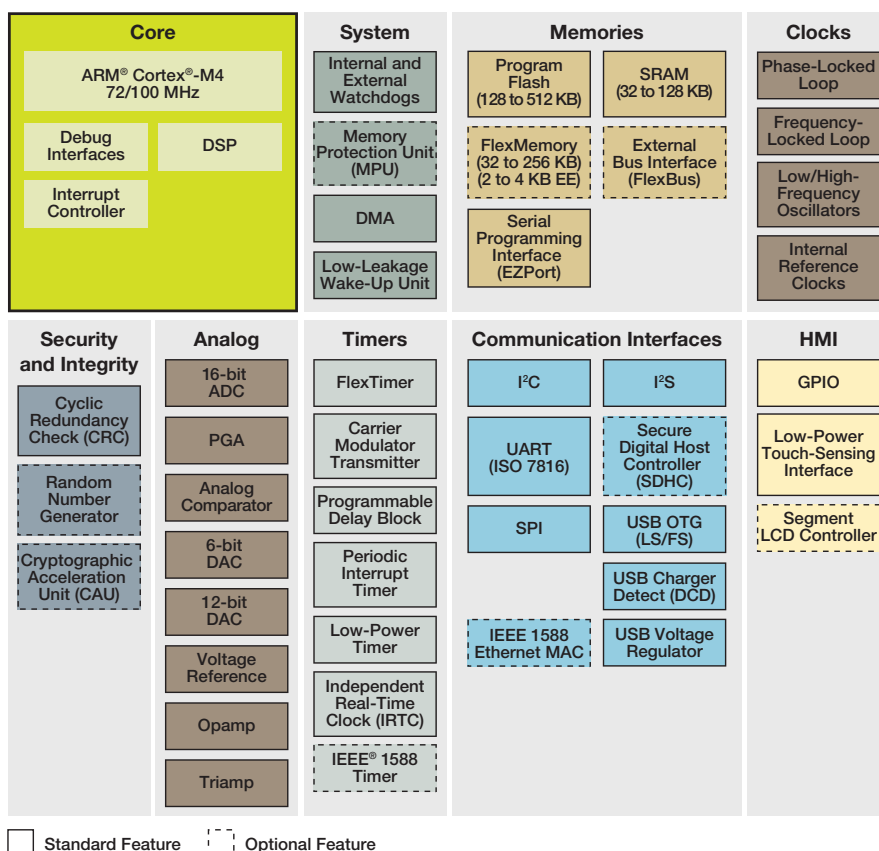 Core
ARM® Cortex®-M4
72/100 MHz
Debug
Interfaces
DSP
Interrupt
Controller
System
Internal and
External
Watchdogs
Memory
Protection Unit
(MPU)
DMA
Low-Leakage
Wake-Up Unit
Memories
Program
Flash
(128 to 512 KB)
SRAM
(32 to 128 KB)
FlexMemory
(32 to 256 KB)
(2 to 4 KB EE)
External
Bus Interface
(FlexBus)
Serial
Programming
Interface
(EZPort)
Clocks
Phase-Locked
Loop
Frequency-
Locked Loop
Low/High-
Frequency
Oscillators
Internal
Reference
Clocks
Security
and Integrity
Cyclic
Redundancy
Check (CRC)
Random
Number
Generator
Cryptographic
Acceleration
Unit (CAU)
Analog
16-bit
ADC
PGA
Analog
Comparator
6-bit
DAC
12-bit
DAC
Voltage
Reference
Opamp
Triamp
Timers
FlexTimer
Carrier
Modulator
Transmitter
Programmable
Delay Block
Periodic
Interrupt
Timer
Low-Power
Timer
Independent
Real-Time
Clock (IRTC)
IEEE® 1588
Timer
Communication Interfaces
I²C
I²S
UART
(ISO 7816)
Secure
Digital Host
Controller
(SDHC)
SPI
USB OTG
(LS/FS)
USB Charger
Detect (DCD)
IEEE 1588
Ethernet MAC
USB Voltage
Regulator
HMI
GPIO
Low-Power
Touch-Sensing
Interface
Segment
LCD Controller
Standard Feature
Optional Feature